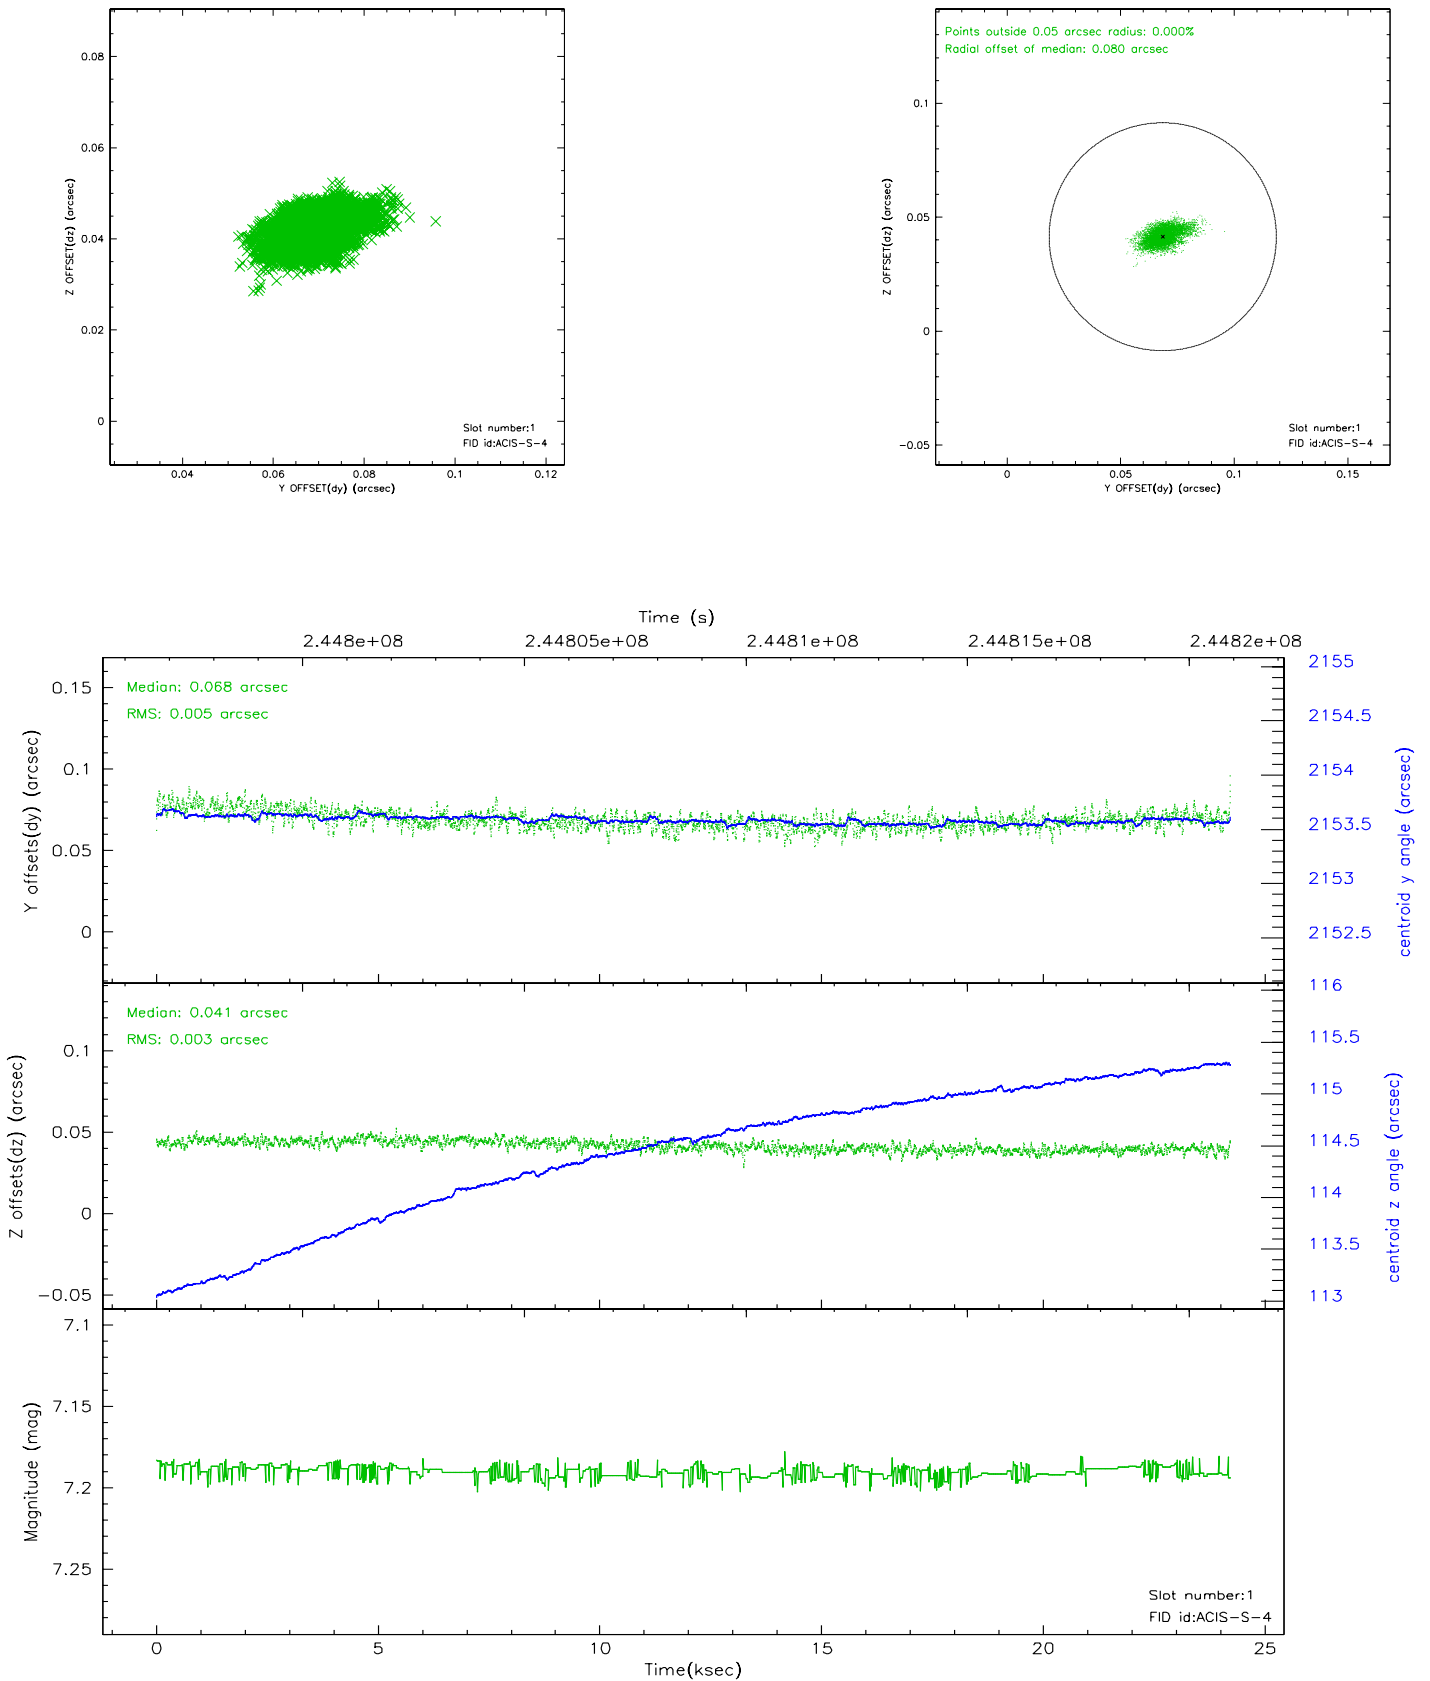 0.08
0.06
0.04
0.02
0
Z OFFSET(dz) (arcsec)
Slot number:1
FID id:ACIS-S-4
0.04 0.06 0.08 0.1 0.12
Y OFFSET(dy) (arcsec)
Points outside 0.05 arcsec radius: 0.000%
Radial offset of median: 0.080 arcsec
0.1
0.05
0
-0.05
Z OFFSET(dz) (arcsec)
Slot number:1
FID id:ACIS-S-4
0 0.05 0.1 0.15
Y OFFSET(dy) (arcsec)
Time (s)
2.448e+08 2.44805e+08 2.4481e+08 2.44815e+08 2.4482e+08
Median: 0.068 arcsec
RMS: 0.005 arcsec
0.15
0.1
0.05
0
Y offsets(dy) (arcsec)
2155
2154.5
2154
2153.5
2153
2152.5
centroid y angle (arcsec)
Median: 0.041 arcsec
RMS: 0.003 arcsec
0.1
0.05
0
-0.05
Z offsets(dz) (arcsec)
116
115.5
115
114.5
114
113.5
113
centroid z angle (arcsec)
7.1
7.15
7.2
7.25
Magnitude (mag)
Slot number:1
FID id:ACIS-S-4
0 5 10 15 20 25
Time(ksec)